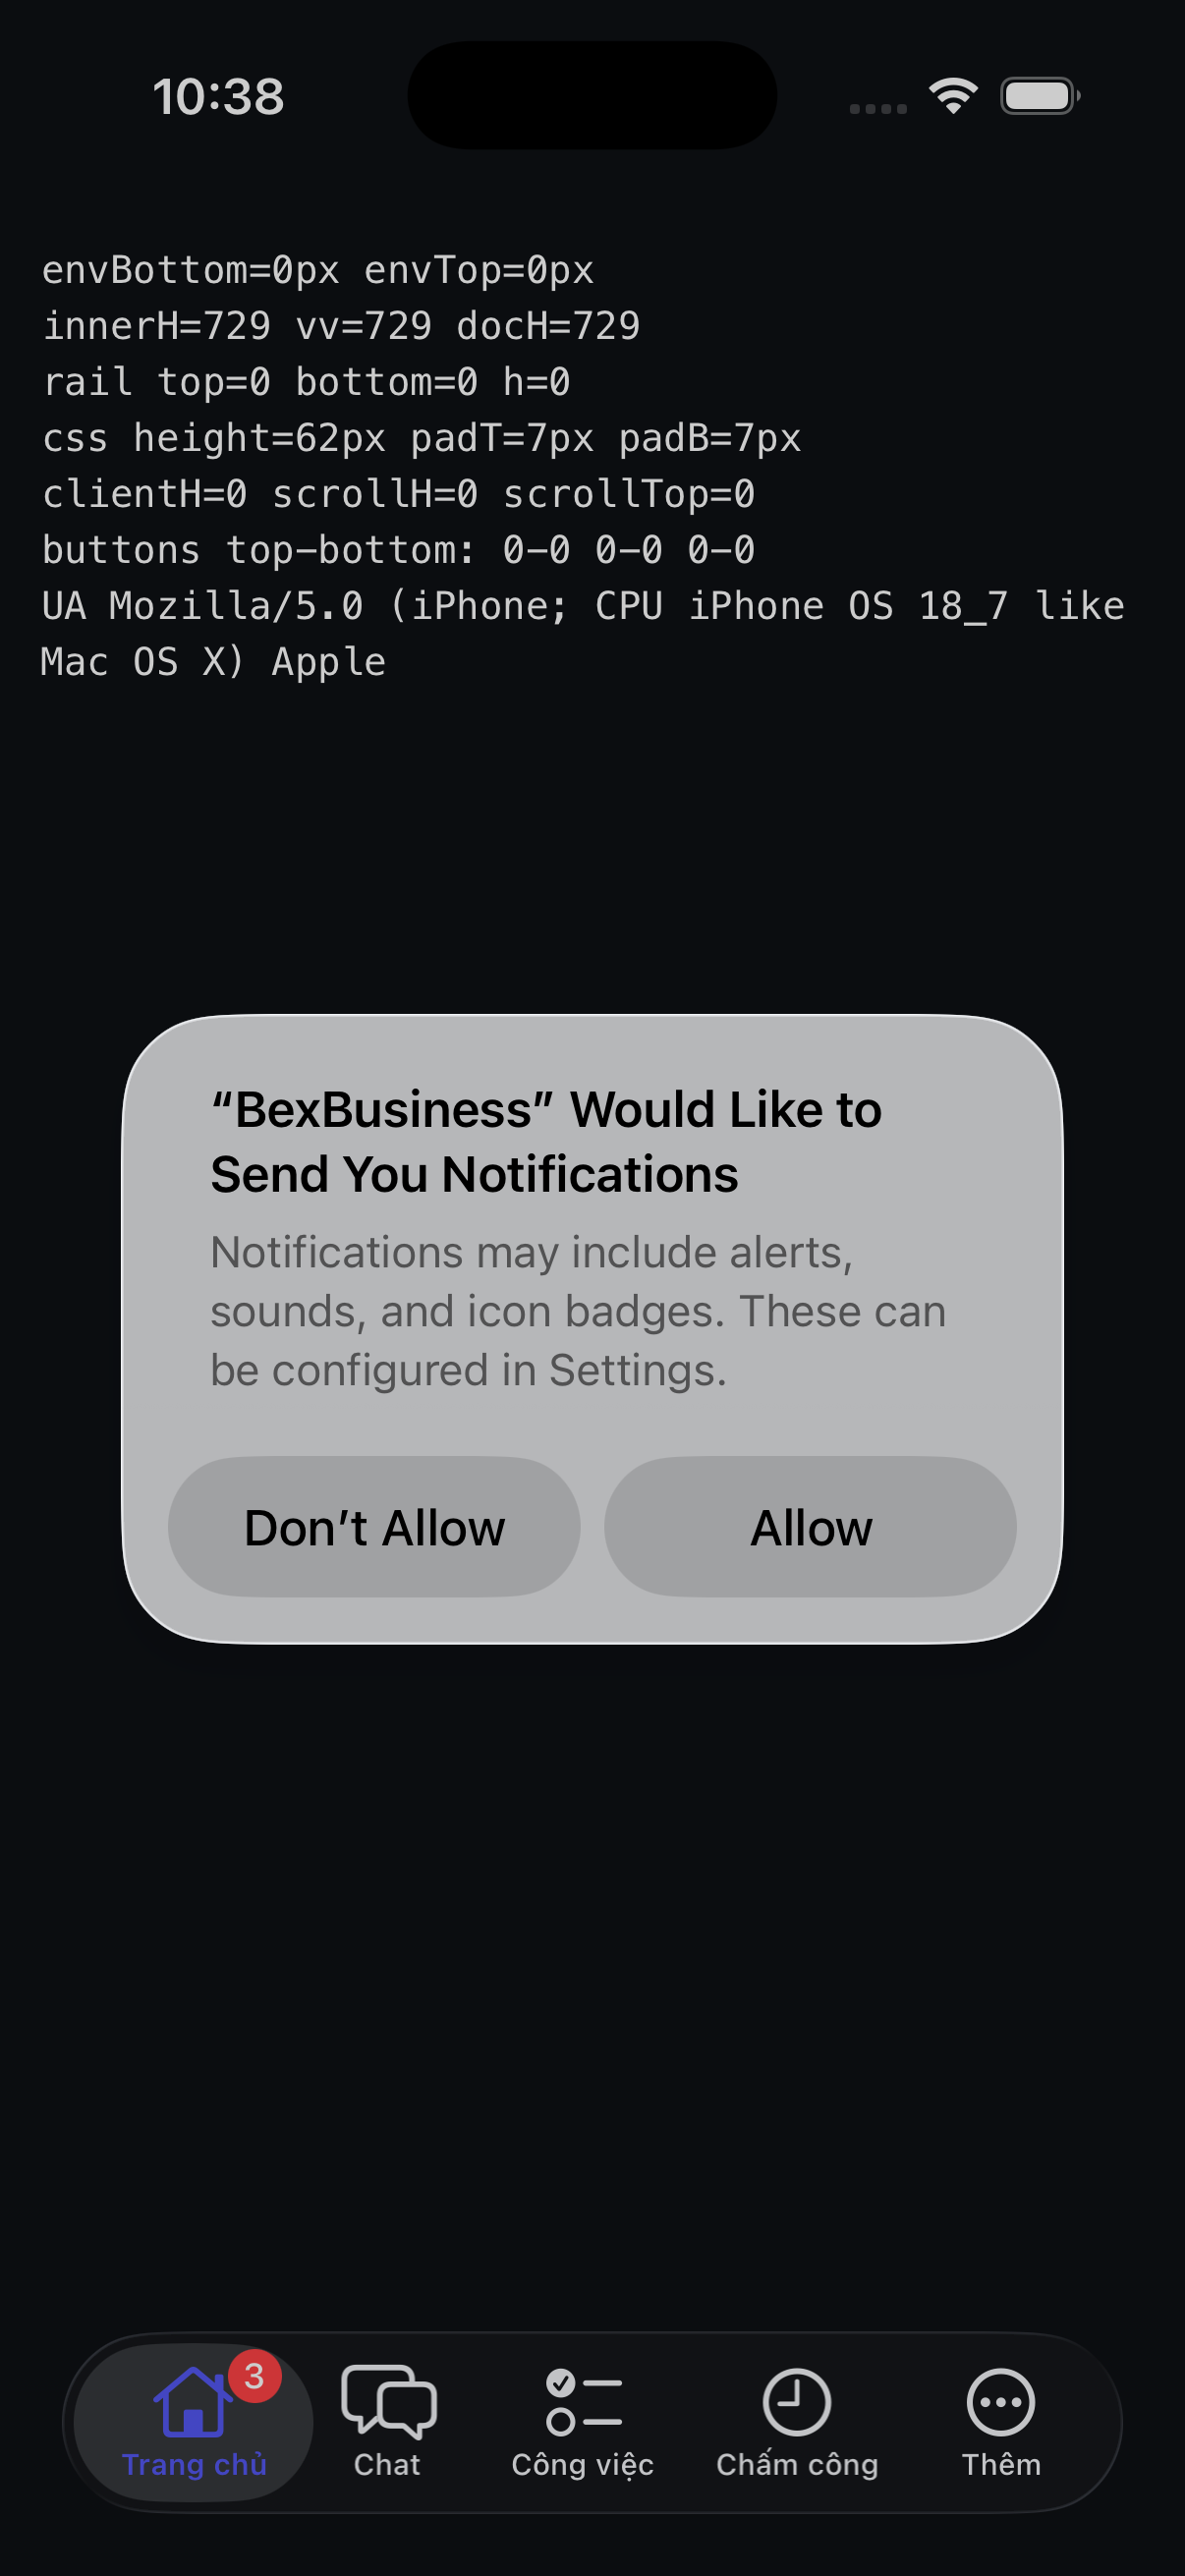 10:38
envBottom=0px envTop=0px
innerH=729 vv=729 docH=729
rail top=0 bottom=0 h=0
css height=62px padT=7px padB=7px
clientH=0 scrollH=0 scrollTop=0
buttons top-bottom: 0-0 0-0 0-0
UA Mozilla/5.0 (iPhone; CPU iPhone OS 18_7 like
Mac OS X) Apple
“BexBusiness” Would Like to
Send You Notifications
Notifications may include alerts,
sounds, and icon badges. These can
be configured in Settings.
Don’t Allow
Allow
3
Trang chủ
Chat
Công việc
Chấm công
Thêm